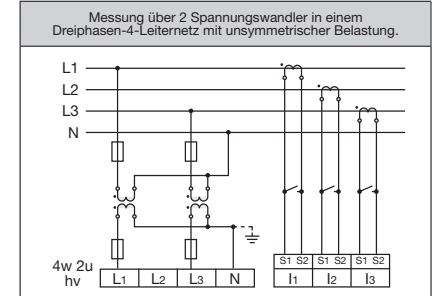 Messung über 2 Spannungswandler in einem
Dreiphasen-4-Leiternetz mit unsymmetrischer Belastung.
L1
L2
L3
N
S1 S2 S1 S2 S1 S2
4w 2u
hv
L1 L2 L3 N I1 I2 I3